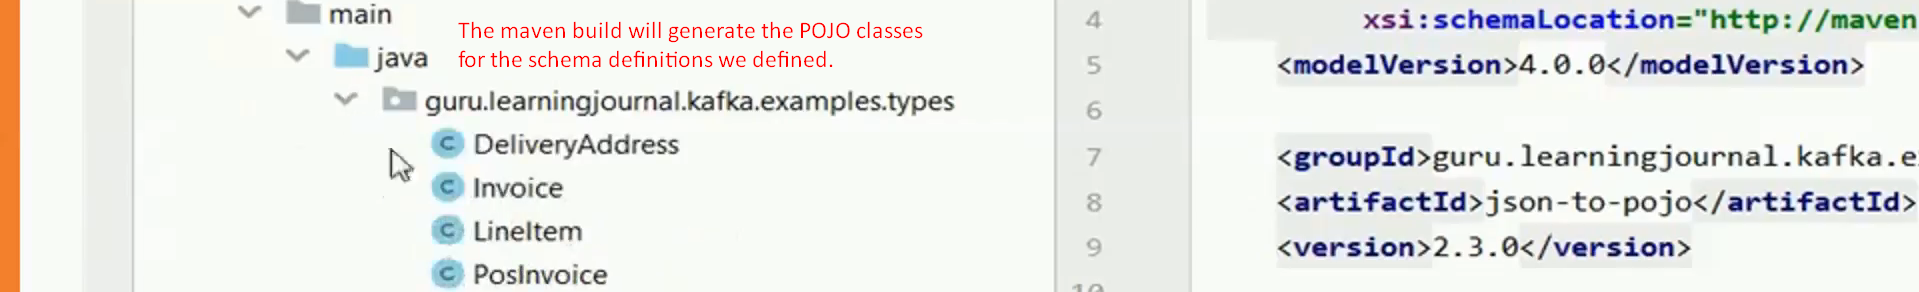 main
The maven build will generate the POJO classes
for the schema definitions we defined.
java
guru.learningjournal.kafka.examples.types
DeliveryAddress
Invoice
LineItem
PosInvoice
4 xsi:schemaLocation="http://maven
5 <modelVersion>4.0.0</modelVersion>
6
7 <groupId>guru.learningjournal.kafka.e
8 <artifactId>json-to-pojo</artifactId>
9 <version>2.3.0</version>
10